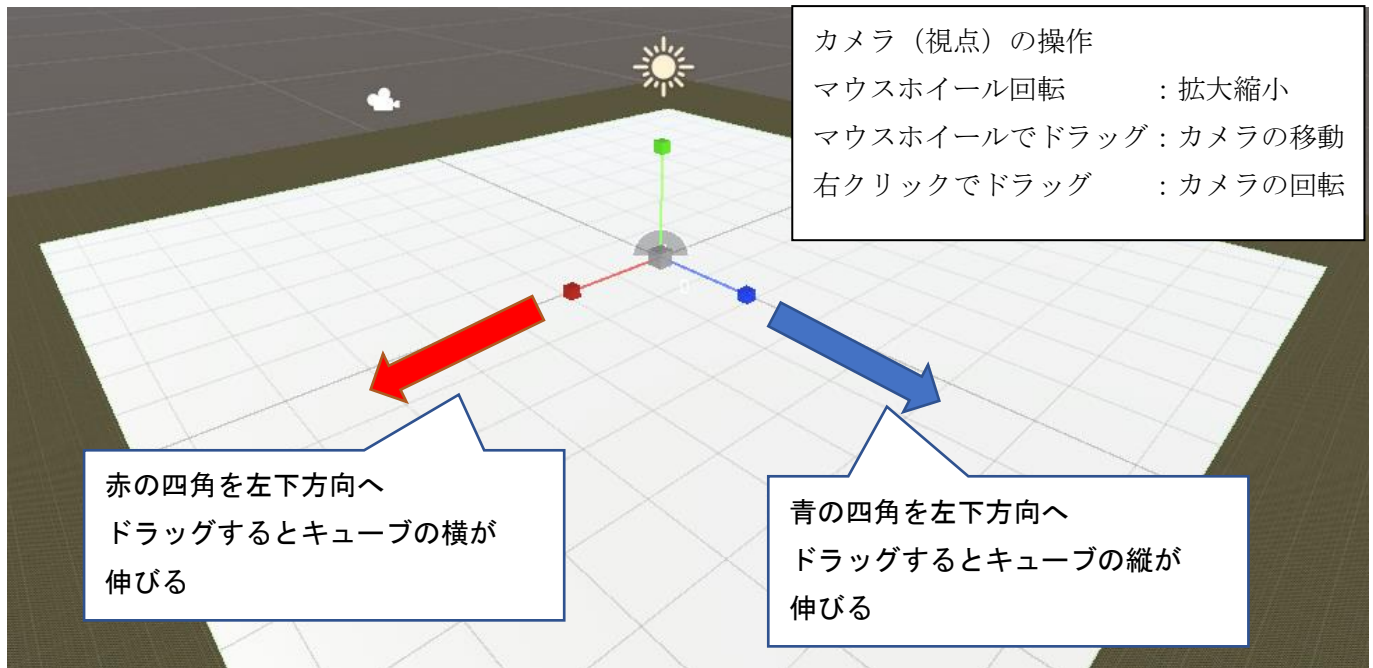 カメラ（視点）の操作
マウスホイール回転　　　：拡大縮小
マウスホイールでドラッグ：カメラの移動
右クリックでドラッグ　　：カメラの回転
赤の四角を左下方向へ
ドラッグするとキューブの横が
伸びる
青の四角を左下方向へ
ドラッグするとキューブの縦が
伸びる